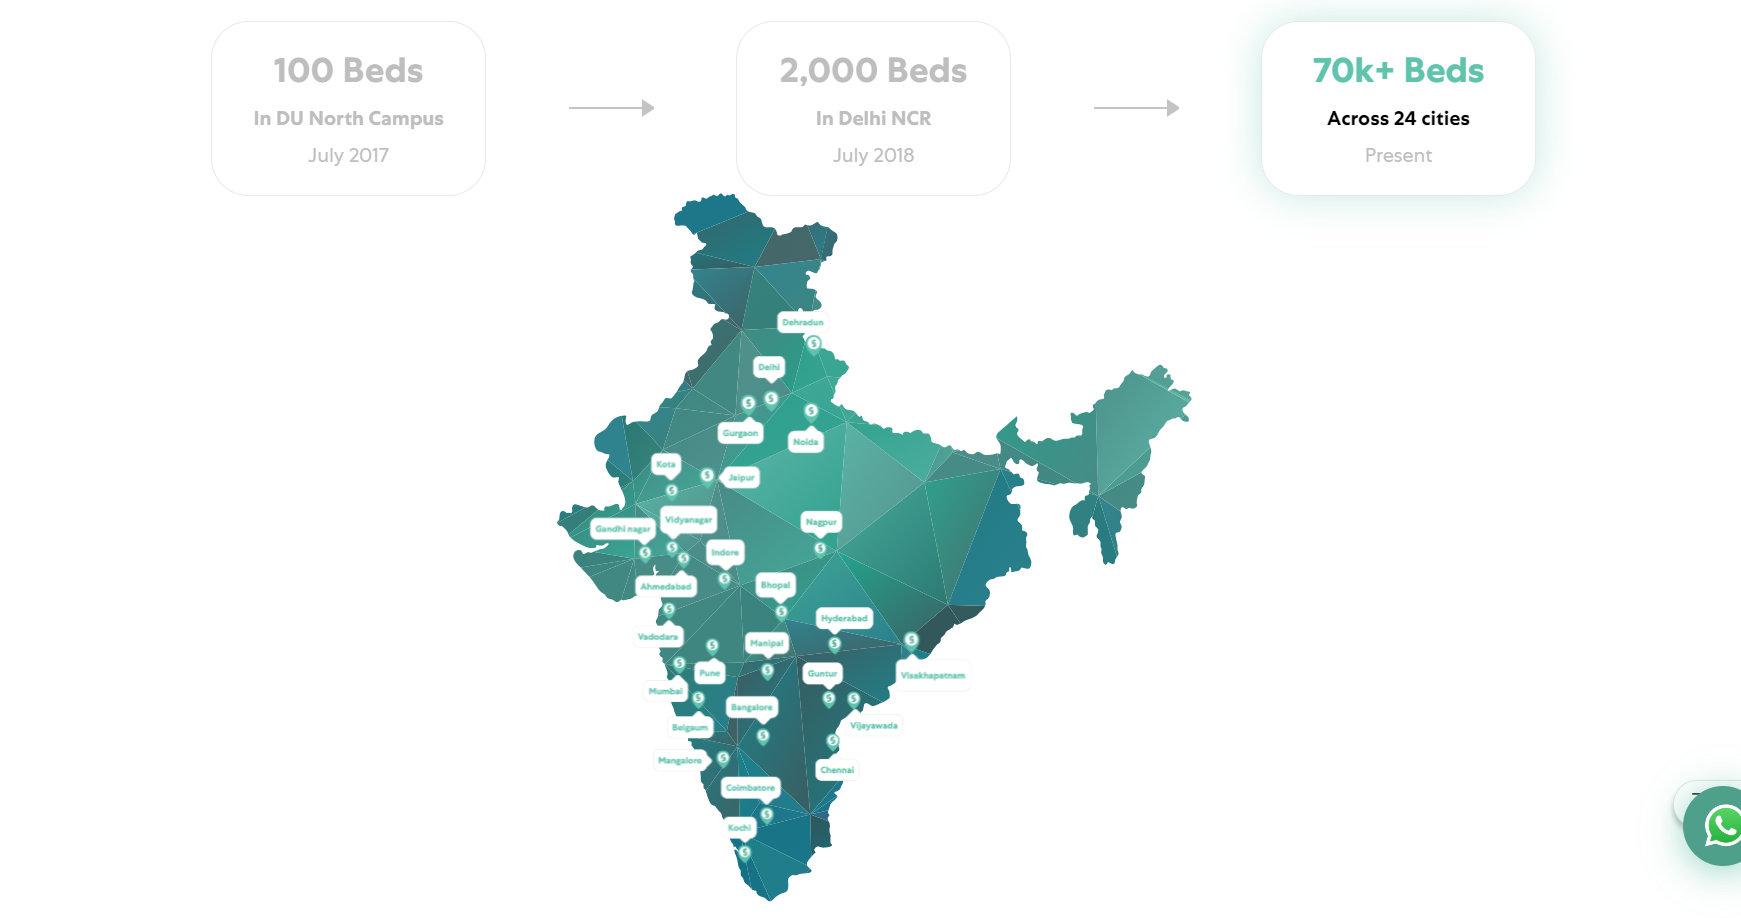 100 Beds
In DU North Campus
July 2017
2,000 Beds
In Delhi NCR
July 2018
70k+ Beds
Across 24 cities
Present
Dehradun
Delhi
Gurgaon
Noida
Kota
Jaipur
Vidyanagar
Gandhi nagar
Nagpur
Indore
Ahmedabad
Bhopal
Hyderabad
Vadodara
Manipal
Pune
Guntur
Visakhapatnam
Mumbai
Bangalore
Belgaum
Vijayawada
Mangalore
Chennai
Coimbatore
Kochi